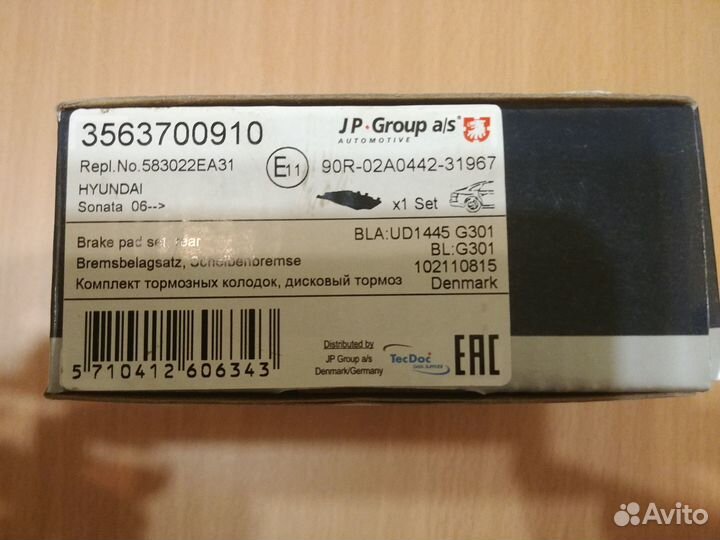 3563700910
JP Group a/s
AUTOMOTIVE
Repl.No.583022EA31
E11
90R-02A0442-31967
HYUNDAI
Sonata 06-->
x1 Set
Brake pad set, rear
BLA:UD1445 G301
Bremsbelagsatz, Scheibenbremse
BL:G301
102110815
Комплект тормозных колодок, дисковый тормоз
Denmark
5 710412 606343
Distributed by
JP Group a/s
Denmark/Germany
TecDoc
DATA SUPPLIER
EAC
Avito